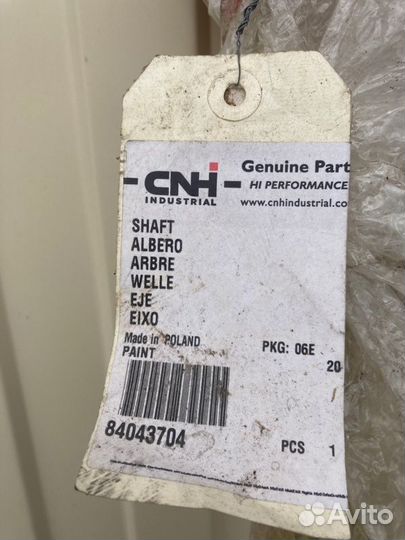 CNH INDUSTRIAL
Genuine Part
HI PERFORMANCE
www.cnhindustrial.co
SHAFT
ALBERO
ARBRE
WELLE
EJE
EIXO
Made in POLAND
PAINT
PKG: 06E
20
84043704
PCS 1
Avito